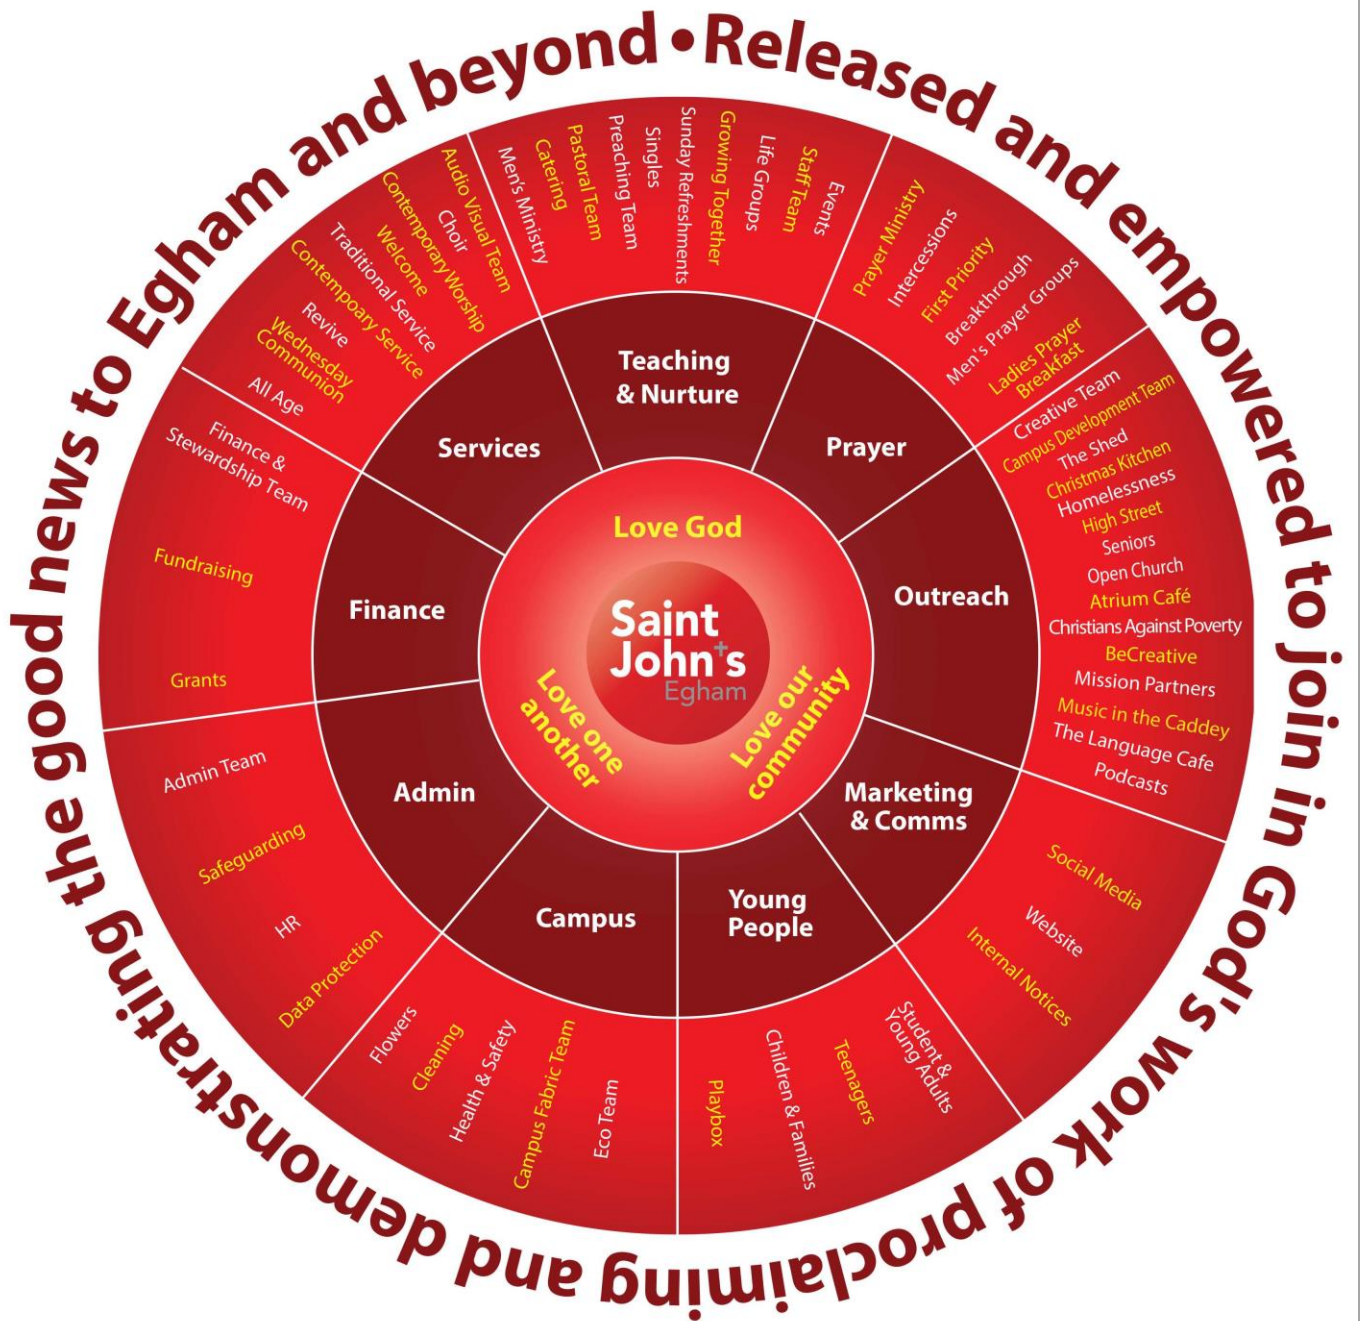 Released and empowered to join in God's work of proclaiming and demonstrating the good news to Egham and beyond •
Love God
Love our
community
Love one
another
Saint
John's
Egham
Teaching
& Nurture
Men's Ministry
Catering
Pastoral Team
Preaching Team
Singles
Sunday Refreshments
Growing Together
Life Groups
Staff Team
Events
Prayer
Prayer Ministry
Intercessions
First Priority
Breakthrough
Men's Prayer Groups
Ladies Prayer
Breakfast
Outreach
Creative Team
Campus Development Team
The Shed
Christmas Kitchen
Homelessness
High Street
Seniors
Open Church
Atrium Café
Christians Against Poverty
BeCreative
Mission Partners
Music in the Caddey
The Language Cafe
Podcasts
Marketing
& Comms
Social Media
Website
Internal Notices
Young
People
Student &
Young Adults
Teenagers
Children & Families
Playbox
Campus
Eco Team
Campus Fabric Team
Health & Safety
Cleaning
Flowers
Admin
Data Protection
HR
Safeguarding
Admin Team
Finance
Grants
Fundraising
Finance &
Stewardship Team
Services
All Age
Wednesday
Communion
Revive
Contempoary Service
Traditional Service
Welcome
Contemporary Worship
Choir
Audio Visual Team